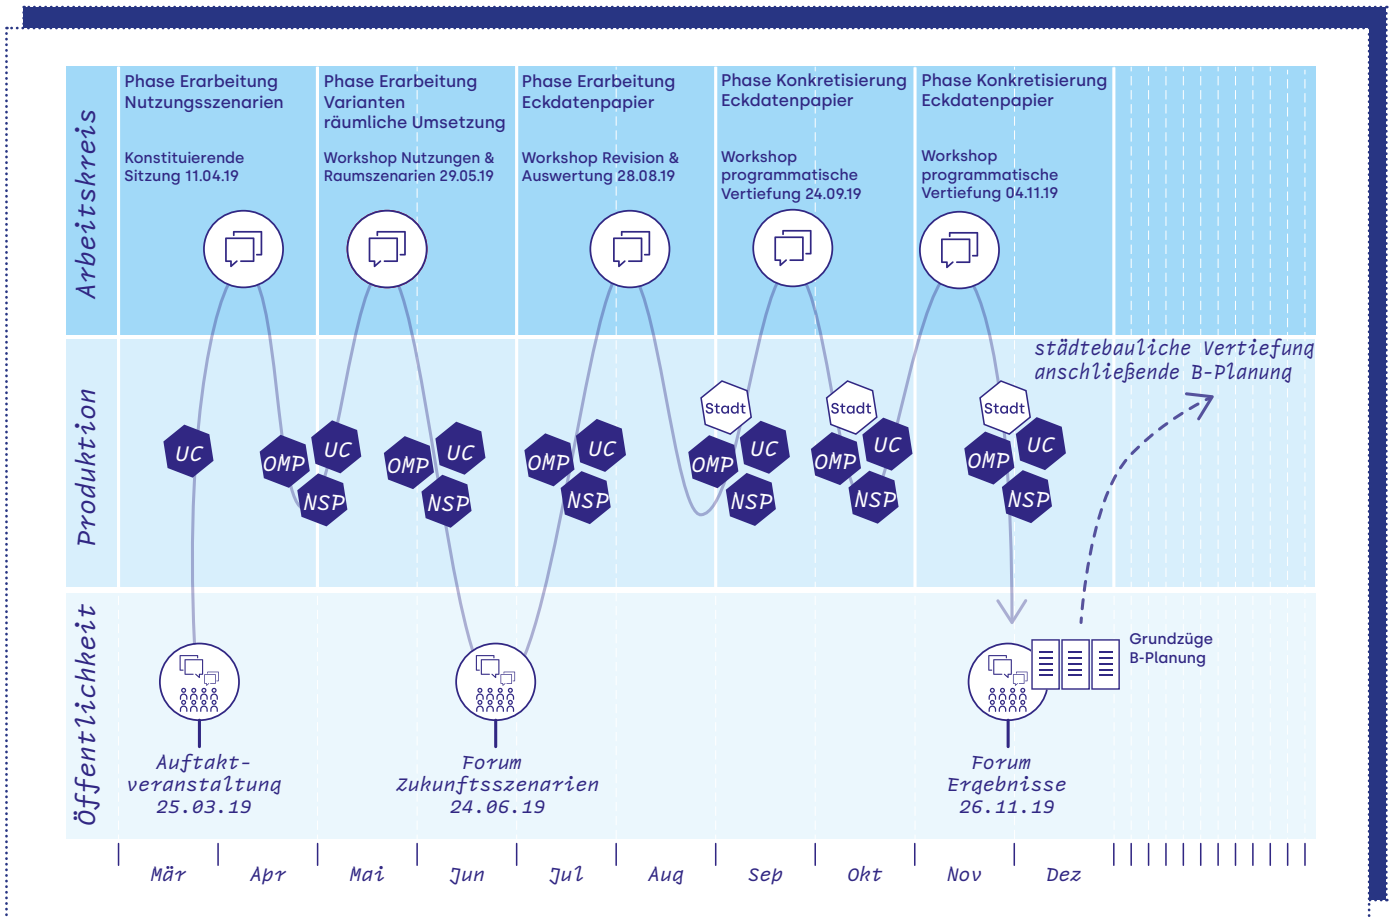 Arbeitskreis
Phase Erarbeitung
Nutzungsszenarien
Konstituierende
Sitzung 11.04.19
Phase Erarbeitung
Varianten
räumliche Umsetzung
Workshop Nutzungen &
Raumszenarien 29.05.19
Phase Erarbeitung
Eckdatenpapier
Workshop Revision &
Auswertung 28.08.19
Phase Konkretisierung
Eckdatenpapier
Workshop
programmatische
Vertiefung 24.09.19
Phase Konkretisierung
Eckdatenpapier
Workshop
programmatische
Vertiefung 04.11.19
Produktion
städtebauliche Vertiefung
anschließende B-Planung
UC
OMP
UC
NSP
OMP
UC
NSP
OMP
UC
NSP
Stadt
OMP
UC
NSP
Stadt
OMP
UC
NSP
Stadt
OMP
UC
NSP
Öffentlichkeit
Auftakt-
veranstaltung
25.03.19
Forum
Zukunftsszenarien
24.06.19
Forum
Ergebnisse
26.11.19
Grundzüge
B-Planung
Mär Apr Mai Jun Jul Aug Sep Okt Nov Dez